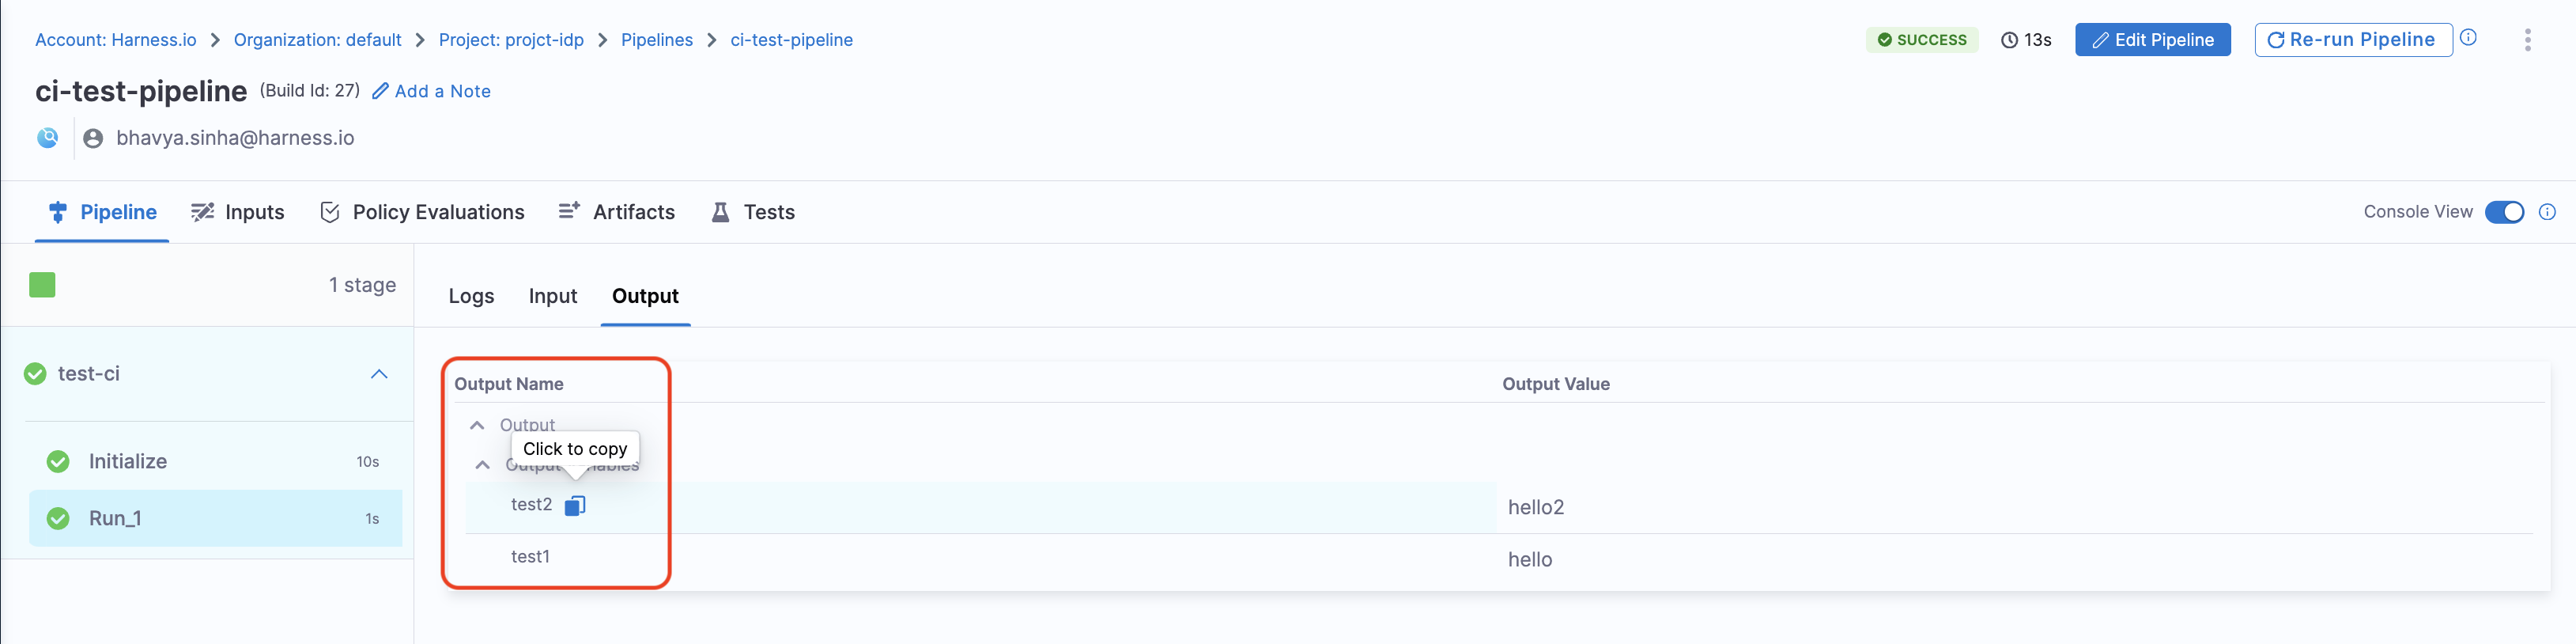 Account: Harness.io > Organization: default > Project: projct-idp > Pipelines > ci-test-pipeline
SUCCESS 13s Edit Pipeline Re-run Pipeline
ci-test-pipeline (Build Id: 27) Add a Note
bhavya.sinha@harness.io
Pipeline Inputs Policy Evaluations Artifacts Tests
Console View
1 stage
test-ci
Initialize 10s
Run_1 1s
Logs Input Output
Output Name Output Value
Output
Click to copy
test2 hello2
test1 hello